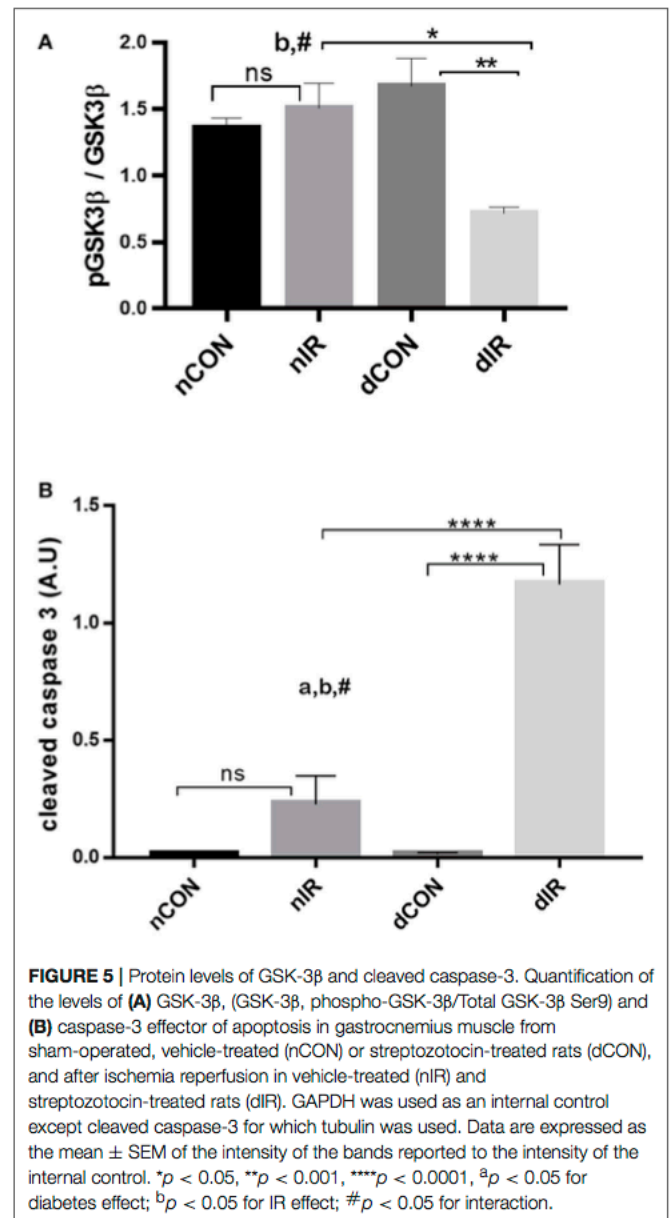 A
2.0
b,#
*
ns
**
1.5
1.0
0.5
0.0
pGSK3β / GSK3β
nCON
nIR
dCON
dIR
B
1.5
****
****
1.0
a,b,#
0.5
ns
0.0
cleaved caspase 3 (A.U)
nCON
nIR
dCON
dIR
FIGURE 5 | Protein levels of GSK-3β and cleaved caspase-3. Quantification of
the levels of (A) GSK-3β, (GSK-3β, phospho-GSK-3β/Total GSK-3β Ser9) and
(B) caspase-3 effector of apoptosis in gastrocnemius muscle from
sham-operated, vehicle-treated (nCON) or streptozotocin-treated rats (dCON),
and after ischemia reperfusion in vehicle-treated (nIR) and
streptozotocin-treated rats (dIR). GAPDH was used as an internal control
except cleaved caspase-3 for which tubulin was used. Data are expressed as
the mean ± SEM of the intensity of the bands reported to the intensity of the
internal control. *p < 0.05, **p < 0.001, ****p < 0.0001, ᵃp < 0.05 for
diabetes effect; ᵇp < 0.05 for IR effect; #p < 0.05 for interaction.